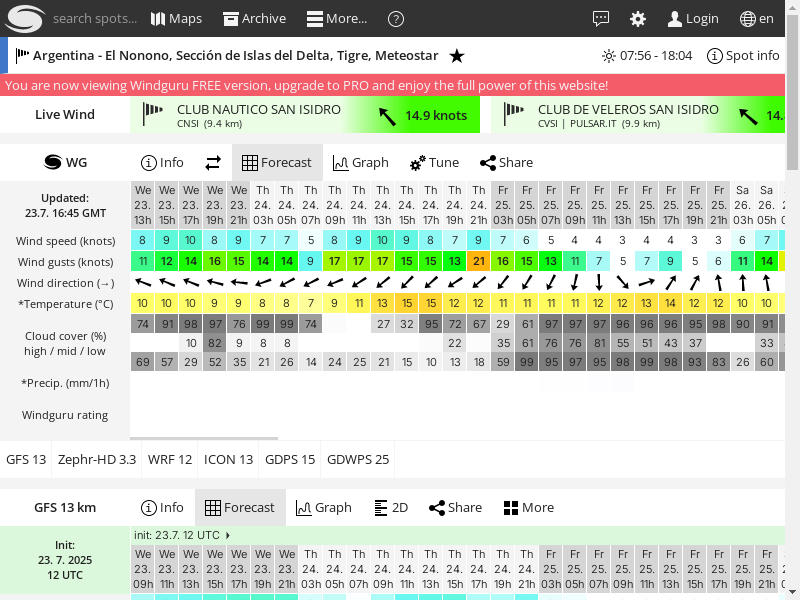 search spots... Maps Archive More... ? Login en
Argentina - El Nonono, Sección de Islas del Delta, Tigre, Meteostar ★ 07:56 - 18:04 Spot info
You are now viewing Windguru FREE version, upgrade to PRO and enjoy the full power of this website!
Live Wind
CLUB NAUTICO SAN ISIDRO
CNSI (9.4 km)
14.9 knots
CLUB DE VELEROS SAN ISIDRO
CVSI | PULSAR.IT (9.9 km)
14.
WG Info Forecast Graph Tune Share
Updated:
23.7. 16:45 GMT
We We We We We Th Th Th Th Th Th Th Th Th Th Fr Fr Fr Fr Fr Fr Fr Fr Fr Fr Sa Sa
23. 23. 23. 23. 23. 24. 24. 24. 24. 24. 24. 24. 24. 24. 24. 25. 25. 25. 25. 25. 25. 25. 25. 25. 25. 26. 26.
13h 15h 17h 19h 21h 03h 05h 07h 09h 11h 13h 15h 17h 19h 21h 03h 05h 07h 09h 11h 13h 15h 17h 19h 21h 03h 05h
Wind speed (knots) 8 9 10 8 9 7 7 5 8 9 10 9 8 7 9 7 6 5 4 4 3 4 4 3 3 6 7
Wind gusts (knots) 11 12 14 16 15 14 14 9 17 17 17 15 15 13 21 16 15 13 11 7 5 7 9 5 6 11 14
Wind direction (→)
*Temperature (°C) 10 10 10 9 9 8 8 7 9 11 13 15 15 12 12 11 11 11 11 12 12 13 14 12 12 10 10
Cloud cover (%)
high / mid / low
74 91 98 97 76 99 99 74 27 32 95 72 67 29 61 97 97 97 96 96 96 95 98 90 91
10 82 9 8 8 22 35 61 76 76 81 55 51 43 37 33
69 57 29 52 35 21 26 14 24 25 21 15 10 13 18 59 99 95 97 95 98 99 98 93 83 26 60
*Precip. (mm/1h)
Windguru rating
GFS 13 Zephr-HD 3.3 WRF 12 ICON 13 GDPS 15 GDWPS 25
GFS 13 km Info Forecast Graph 2D Share More
init: 23.7. 12 UTC
Init:
23. 7. 2025
12 UTC
We We We We We We We Th Th Th Th Th Th Th Th Th Th Fr Fr Fr Fr Fr Fr Fr Fr Fr Fr
23. 23. 23. 23. 23. 23. 23. 24. 24. 24. 24. 24. 24. 24. 24. 24. 24. 25. 25. 25. 25. 25. 25. 25. 25. 25. 25.
09h 11h 13h 15h 17h 19h 21h 03h 05h 07h 09h 11h 13h 15h 17h 19h 21h 03h 05h 07h 09h 11h 13h 15h 17h 19h 21h